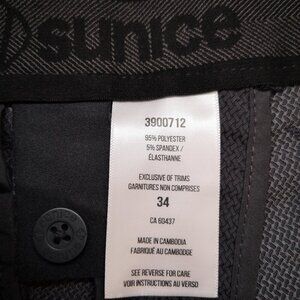 sunice
3900712
95% POLYESTER
5% SPANDEX /
ÉLASTHANNE
EXCLUSIVE OF TRIMS
GARNITURES NON COMPRISES
34
CA 60437
MADE IN CAMBODIA
FABRIQUÉ AU CAMBODGE
SEE REVERSE FOR CARE
VOIR INSTRUCTIONS AU VERSO